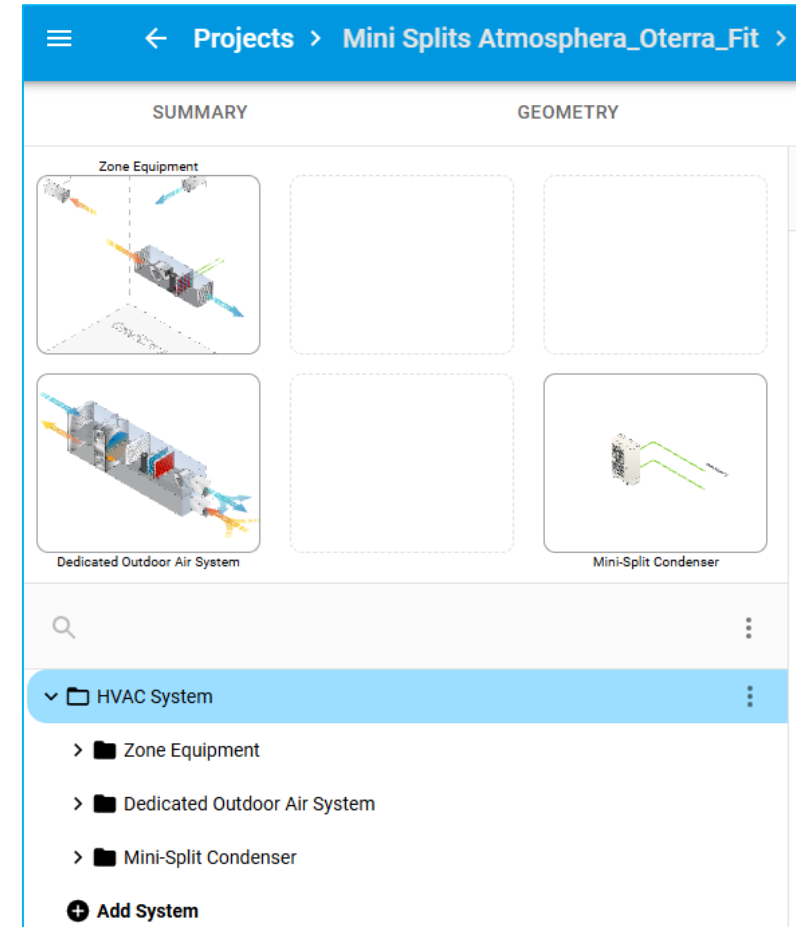 Projects > Mini Splits Atmosphera_Oterra_Fit >
SUMMARY GEOMETRY
Zone Equipment
Dedicated Outdoor Air System
Mini-Split Condenser
HVAC System
Zone Equipment
Dedicated Outdoor Air System
Mini-Split Condenser
Add System